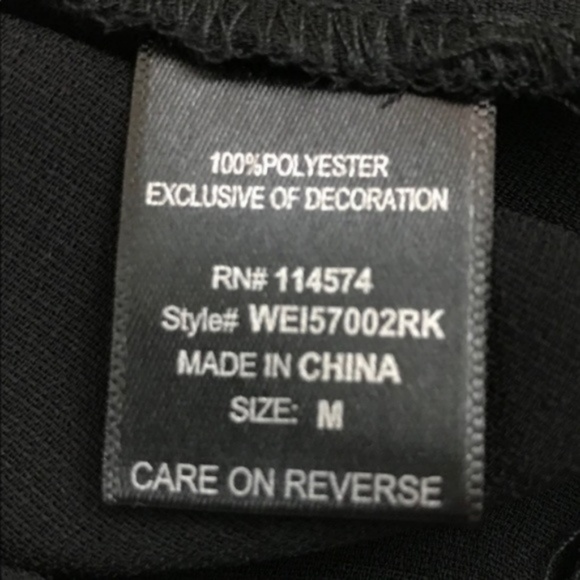 100%POLYESTER
EXCLUSIVE OF DECORATION
RN# 114574
Style# WEI57002RK
MADE IN CHINA
SIZE: M
CARE ON REVERSE